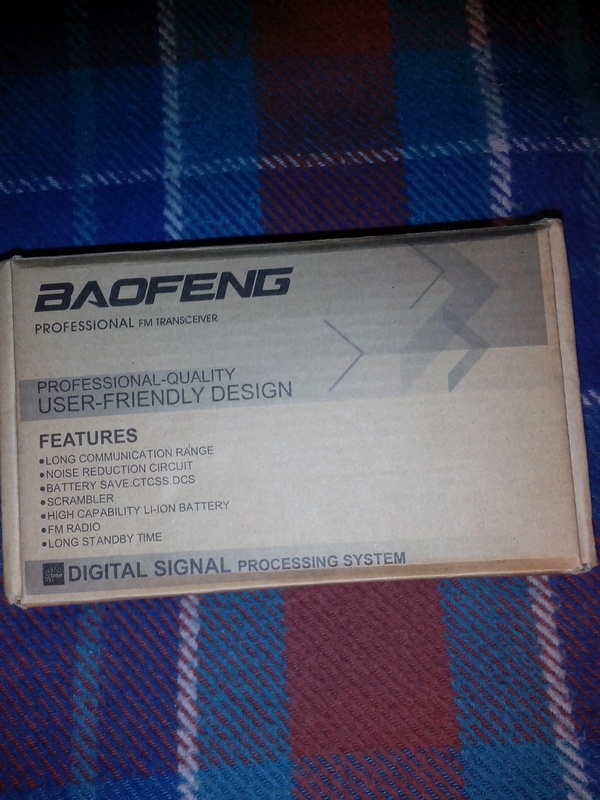 BAOFENG
PROFESSIONAL FM TRANSCEIVER
PROFESSIONAL-QUALITY
USER-FRIENDLY DESIGN
FEATURES
•LONG COMMUNICATION RANGE
•NOISE REDUCTION CIRCUIT
•BATTERY SAVE.CTCSS.DCS
•SCRAMBLER
•HIGH CAPABILITY LI-ION BATTERY
•FM RADIO
•LONG STANDBY TIME
DIGITAL SIGNAL PROCESSING SYSTEM